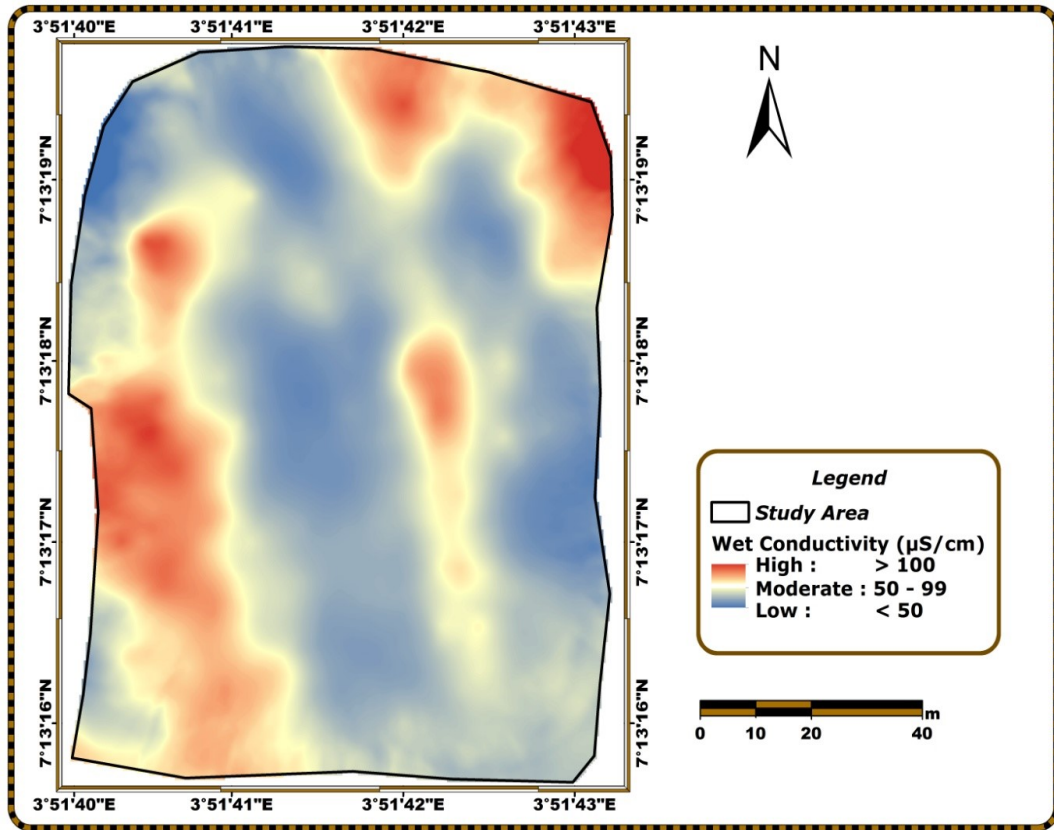 3°51'40"E 3°51'41"E 3°51'42"E 3°51'43"E
N
7°13'19"N 7°13'19"N
7°13'18"N 7°13'18"N
7°13'17"N 7°13'17"N
7°13'16"N 7°13'16"N
3°51'40"E 3°51'41"E 3°51'42"E 3°51'43"E
Legend
Study Area
Wet Conductivity (µS/cm)
High : > 100
Moderate : 50 - 99
Low : < 50
m
0 10 20 40